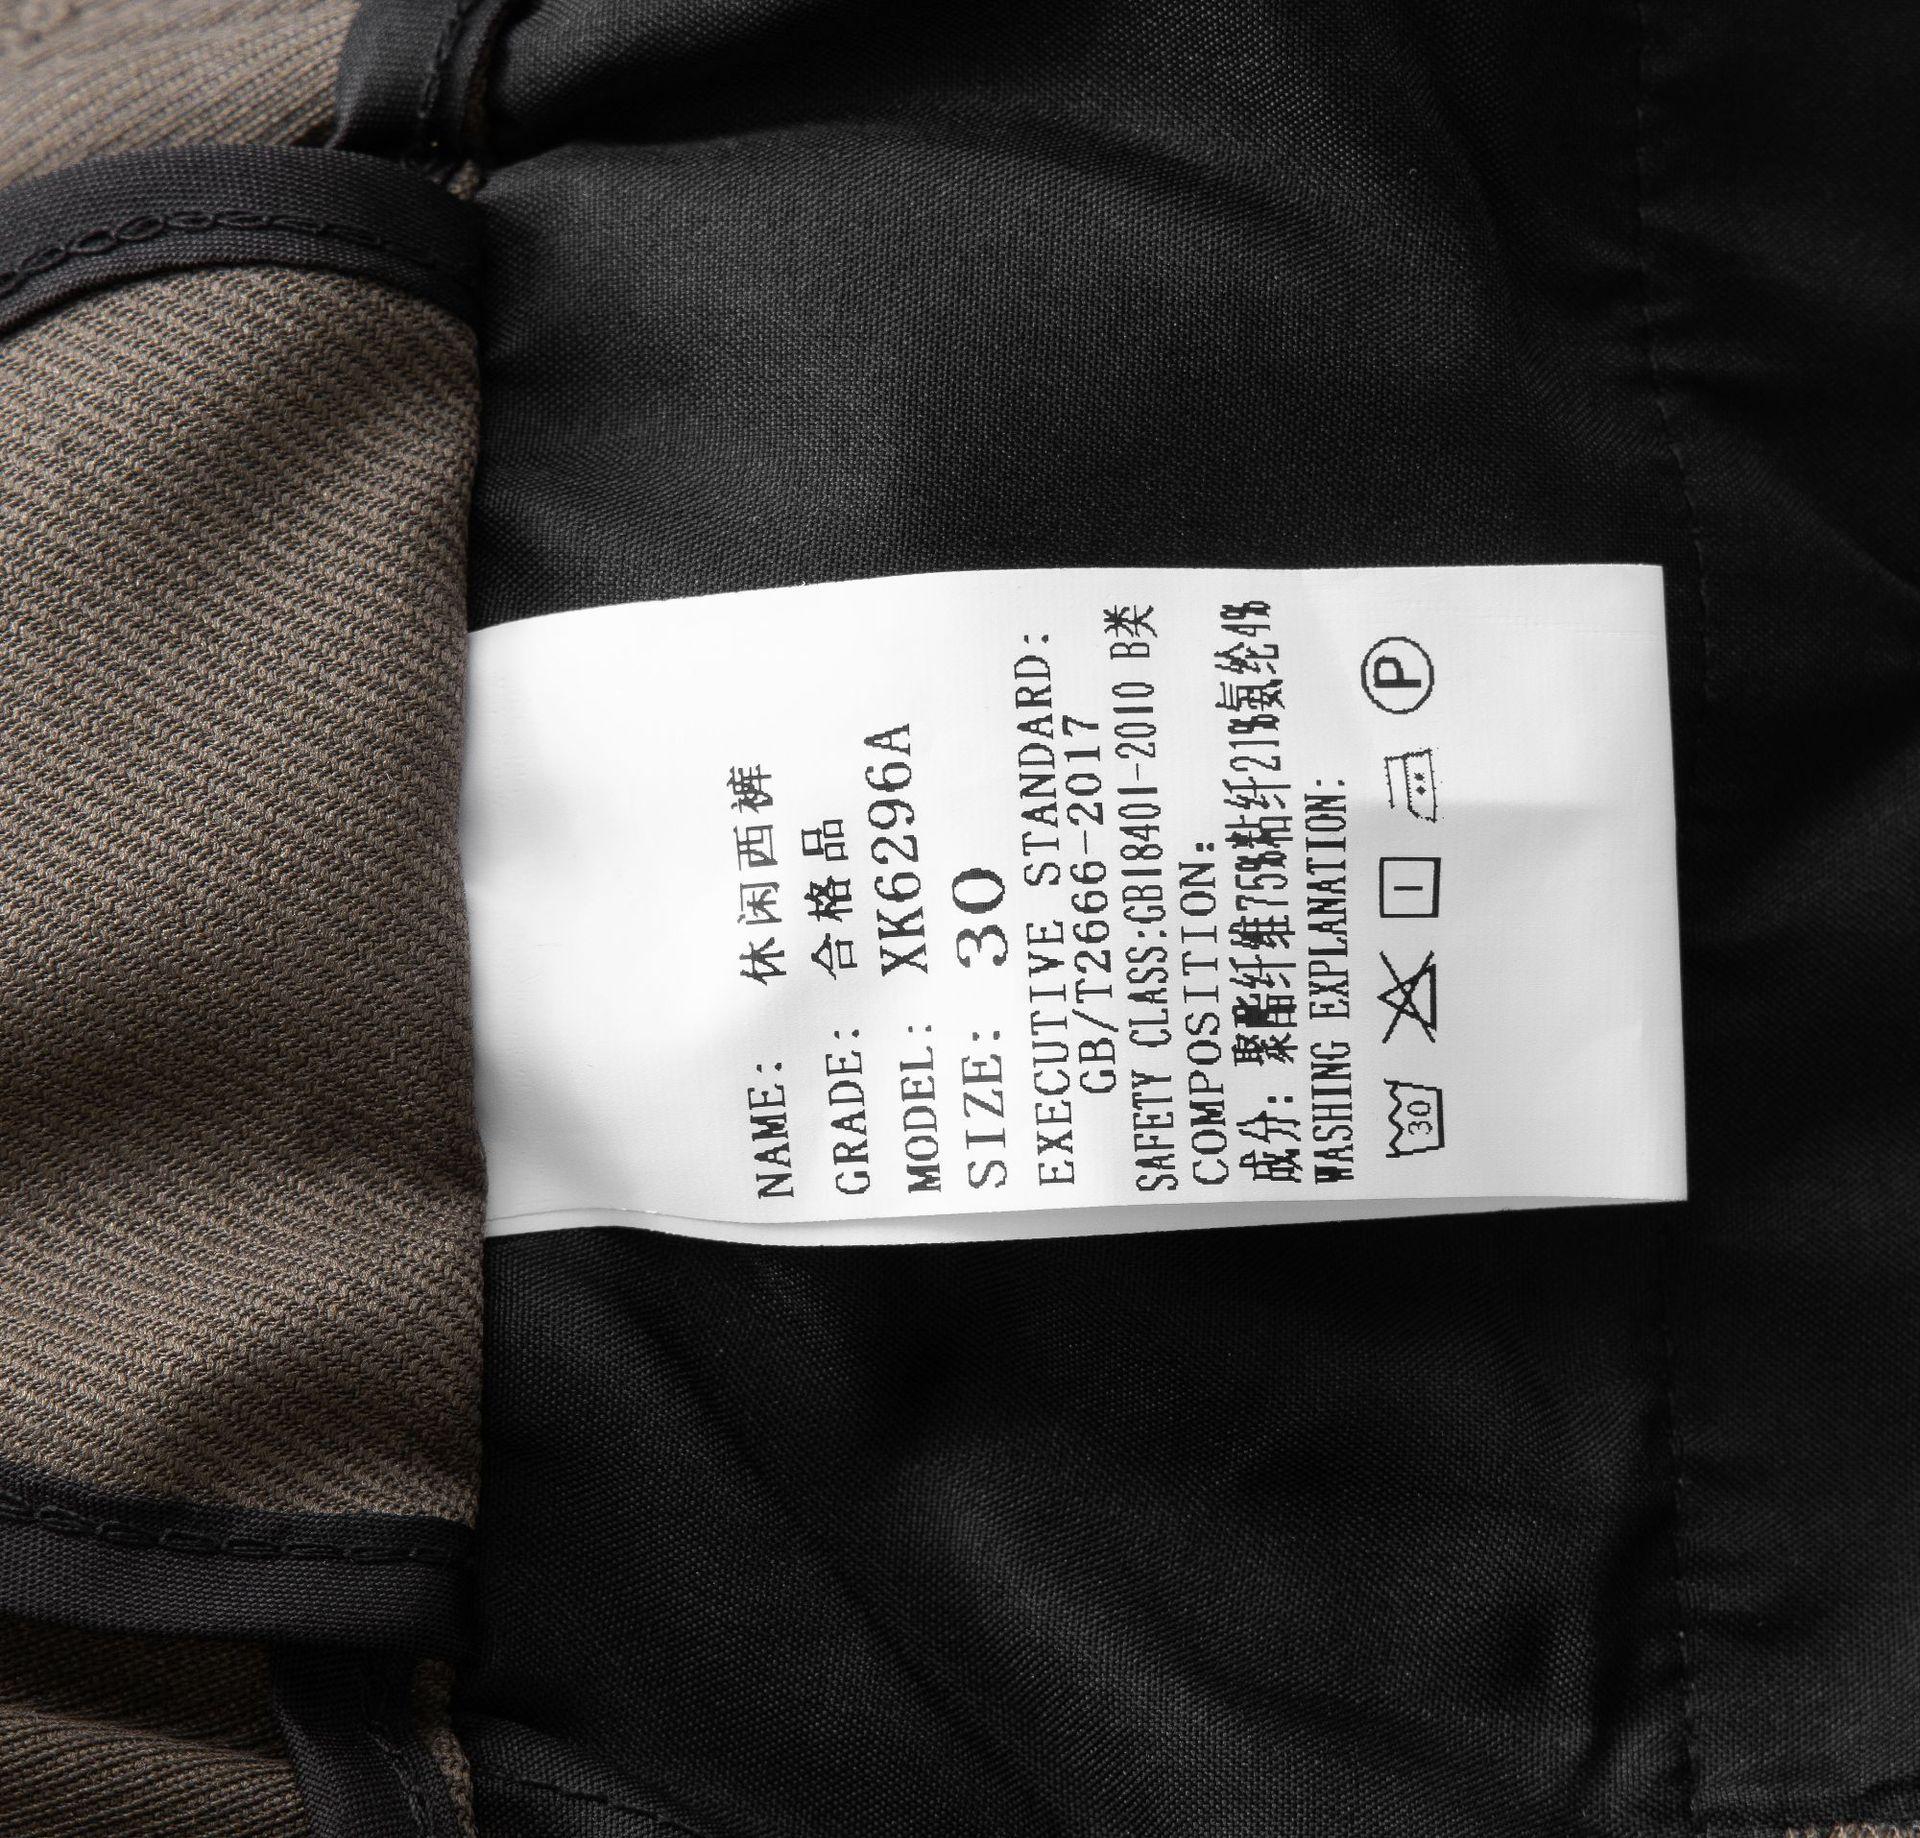 NAME: 休闲西裤
GRADE: 合格品
MODEL: XK6296A
SIZE: 30
EXECUTIVE STANDARD:
GB/T2666-2017
SAFETY CLASS:GB18401-2010 B类
COMPOSITION:
成分: 聚酯纤维75%粘纤21%氨纶4%
WASHING EXPLANATION:
30 P